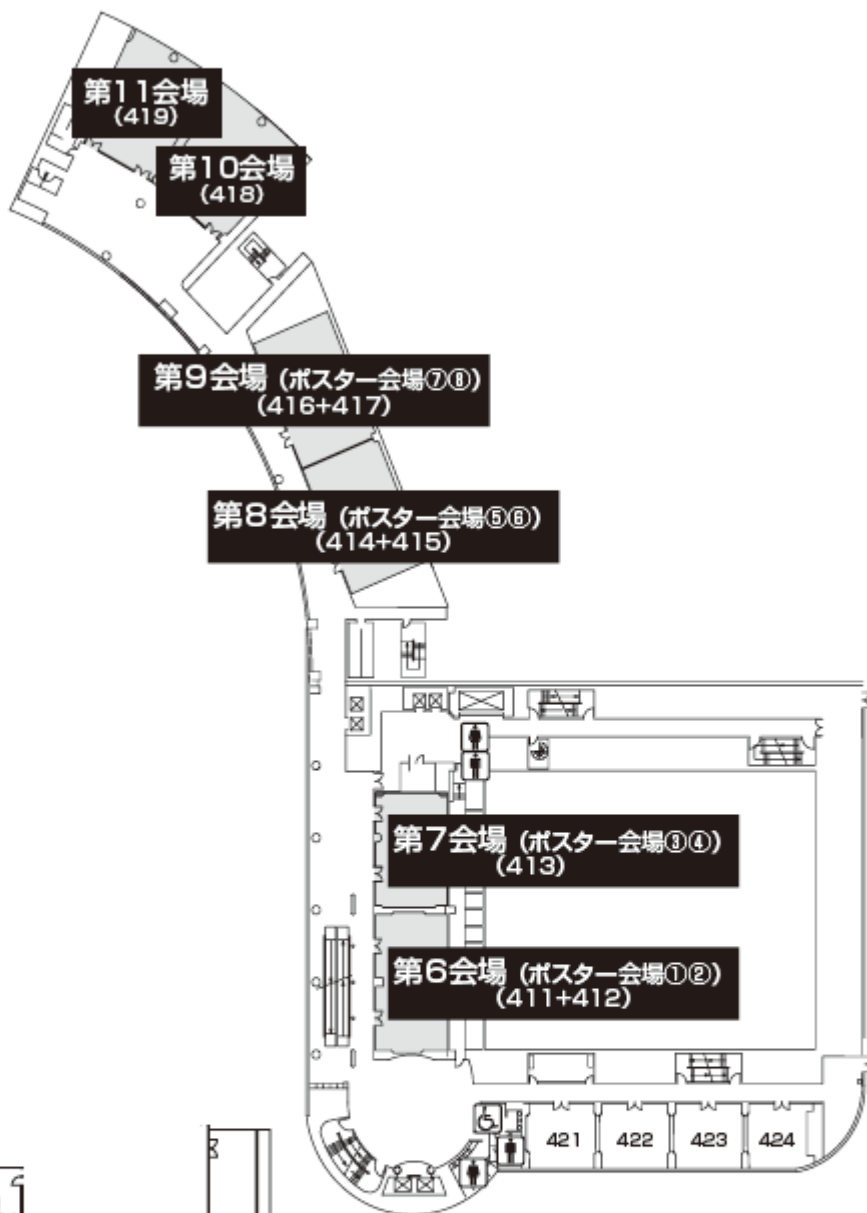 第11会場
(419)
第10会場
(418)
第9会場(ポスター会場⑦⑧)
(416+417)
第8会場(ポスター会場⑤⑥)
(414+415)
第7会場(ポスター会場③④)
(413)
第6会場(ポスター会場①②)
(411+412)
421 422 423 424